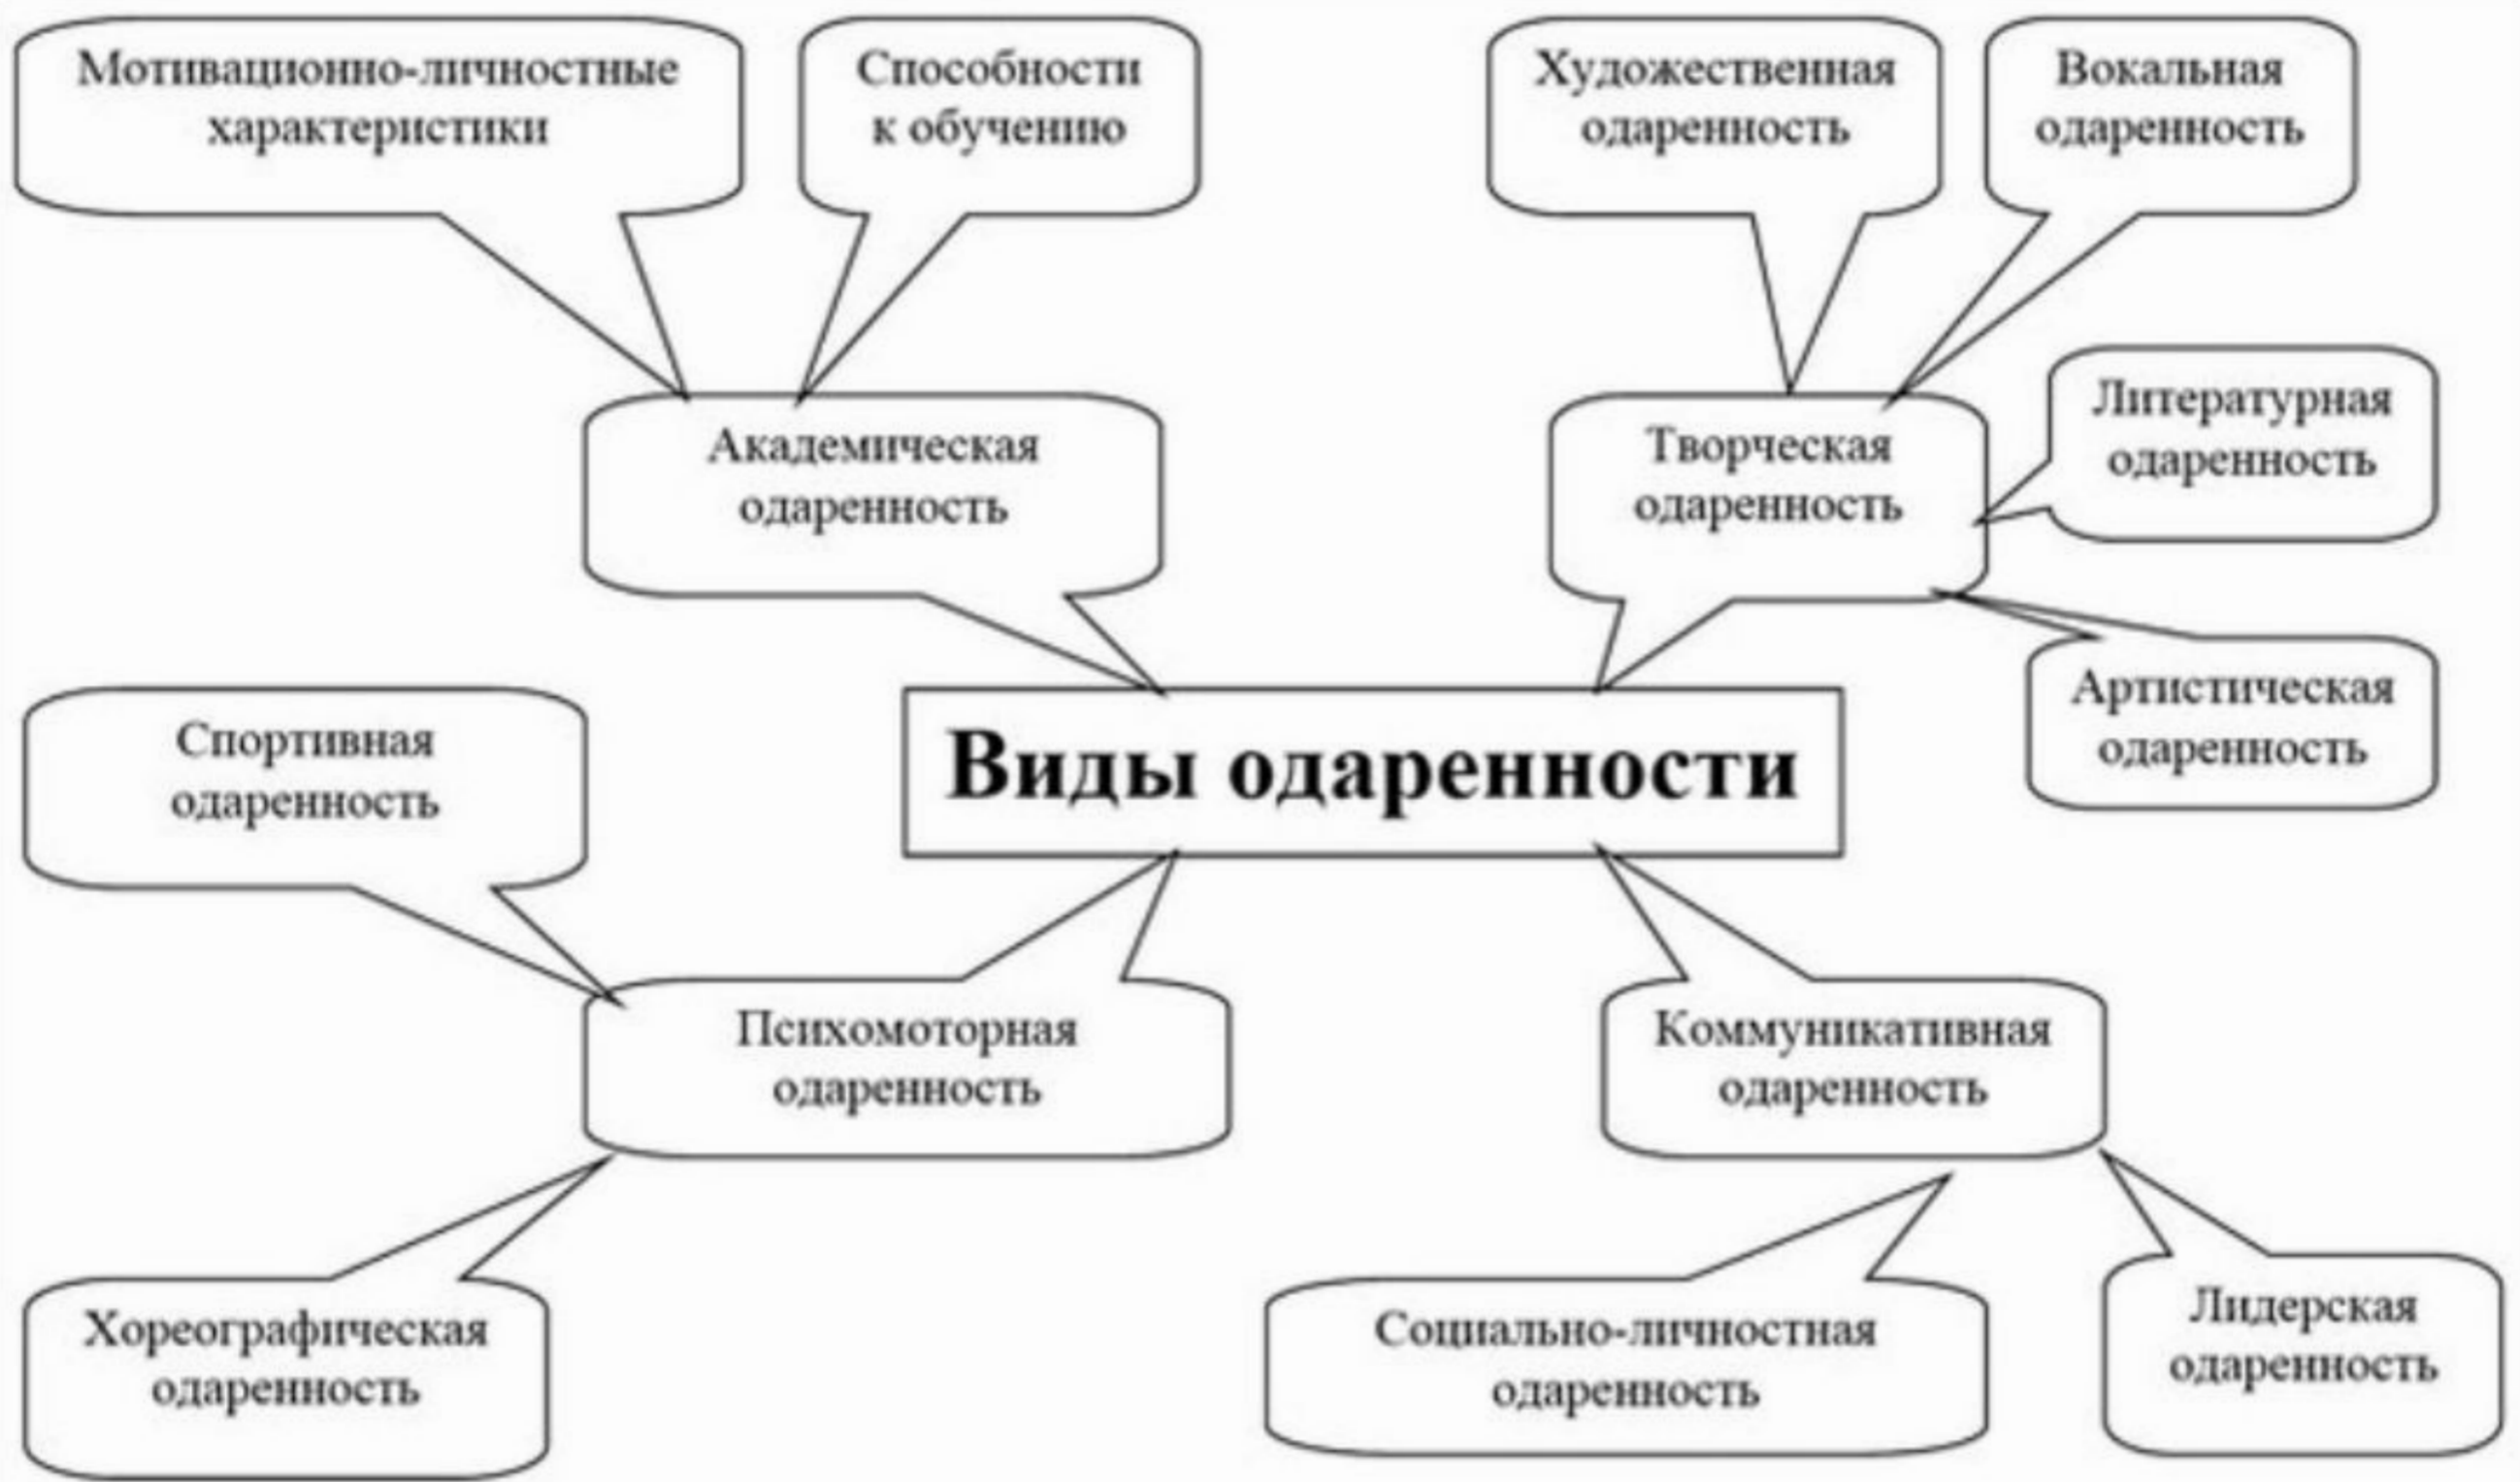 Мотивационно-личностные
характеристики
Способности
к обучению
Художественная
одаренность
Вокальная
одаренность
Академическая
одаренность
Творческая
одаренность
Литературная
одаренность
Артистическая
одаренность
Виды одаренности
Спортивная
одаренность
Психомоторная
одаренность
Коммуникативная
одаренность
Хореографическая
одаренность
Социально-личностная
одаренность
Лидерская
одаренность